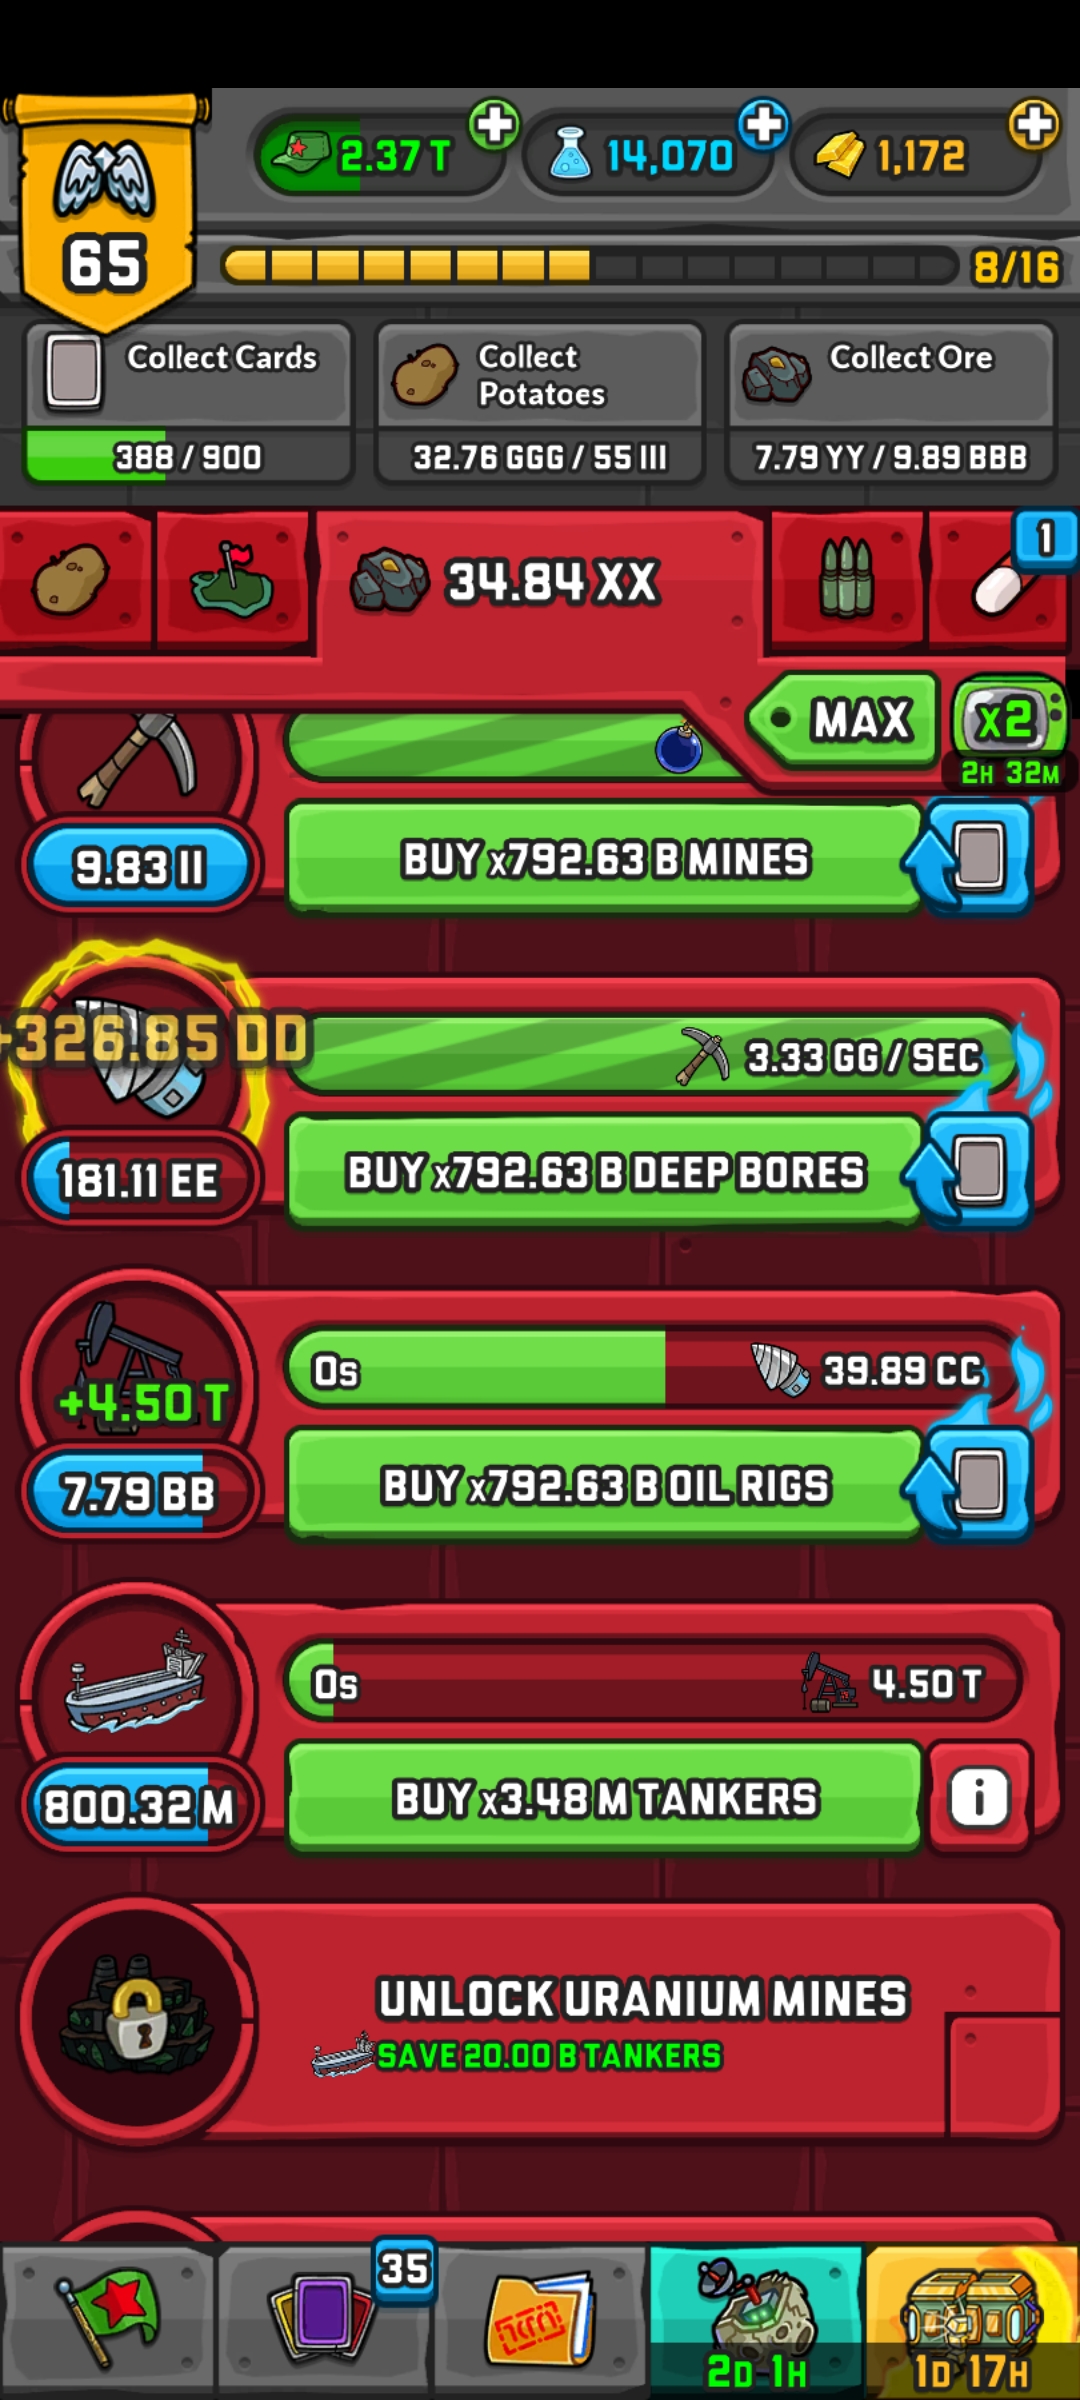 65
2.37 T
14,070
1,172
8/16
Collect Cards
388 / 900
Collect
Potatoes
32.76 GGG / 55 III
Collect Ore
7.79 YY / 9.89 BBB
34.84 XX
1
MAX
x2
2H 32M
9.83 II
BUY x792.63 B MINES
+326.85 DD
3.33 GG / SEC
181.11 EE
BUY x792.63 B DEEP BORES
+4.50 T
0s
39.89 CC
7.79 BB
BUY x792.63 B OIL RIGS
0s
4.50 T
800.32 M
BUY x3.48 M TANKERS
i
UNLOCK URANIUM MINES
SAVE 20.00 B TANKERS
35
2D 1H
1D 17H